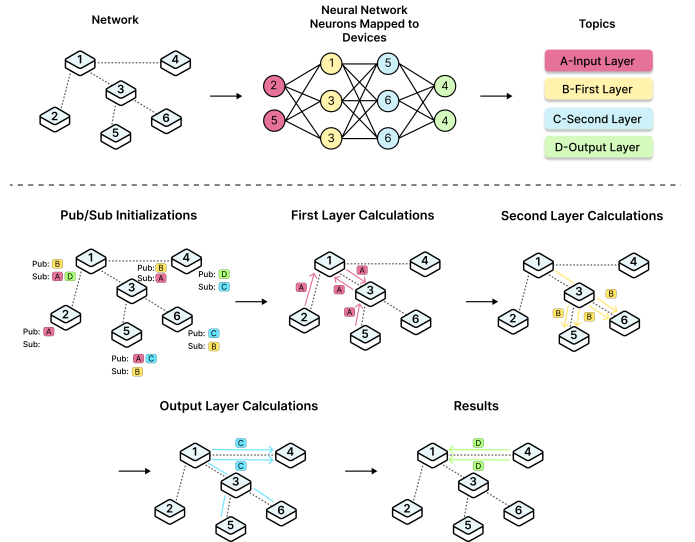 Network
Neural Network
Neurons Mapped to
Devices
Topics
1
4
3
2
5
6
2
5
1
3
3
5
6
6
4
4
A-Input Layer
B-First Layer
C-Second Layer
D-Output Layer
Pub/Sub Initializations
First Layer Calculations
Second Layer Calculations
Pub: B
Sub: A D
1
Pub: B
Sub: A
4
Pub: D
Sub: C
3
2
Pub: A
Sub:
5
6
Pub: C
Sub: B
Pub: A C
Sub: B
1
4
A
A
A
3
2
A
5
6
1
4
3
B
2
B
B
5
6
Output Layer Calculations
Results
C
1
4
C
3
2
5
6
D
1
4
D
3
2
5
6